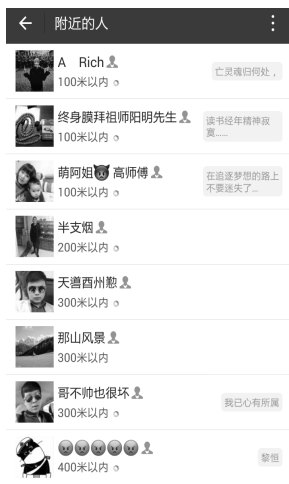 附近的人
A Rich
100米以内
亡灵魂归何处，
终身膜拜祖师阳明先生
100米以内
读书经年精神寂
寞……
萌阿姐😈 高师傅
100米以内
在追逐梦想的路上
不要迷失了...
半支烟
200米以内
天道酉州懃
300米以内
那山风景
300米以内
哥不帅也很坏
300米以内
我已心有所属
😡😡😡😡😡
400米以内
黎恒